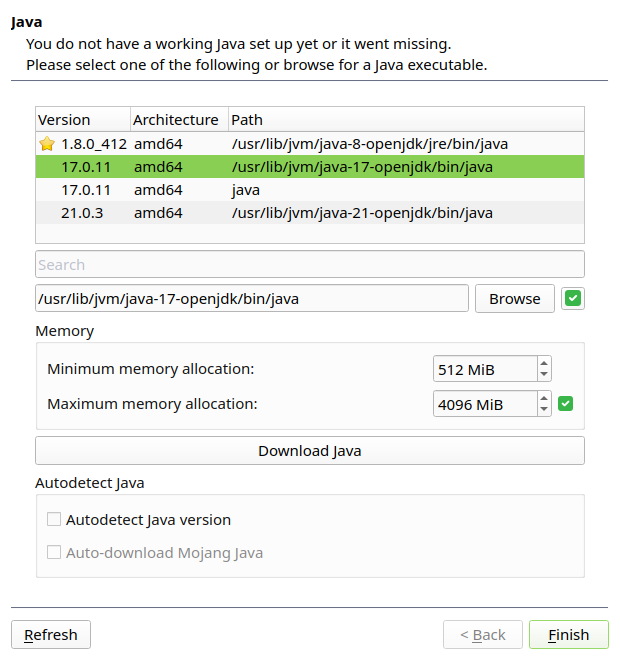 Java
You do not have a working Java set up yet or it went missing.
Please select one of the following or browse for a Java executable.
Version Architecture Path
1.8.0_412 amd64 /usr/lib/jvm/java-8-openjdk/jre/bin/java
17.0.11 amd64 /usr/lib/jvm/java-17-openjdk/bin/java
17.0.11 amd64 java
21.0.3 amd64 /usr/lib/jvm/java-21-openjdk/bin/java
Search
/usr/lib/jvm/java-17-openjdk/bin/java Browse
Memory
Minimum memory allocation: 512 MiB
Maximum memory allocation: 4096 MiB
Download Java
Autodetect Java
Autodetect Java version
Auto-download Mojang Java
Refresh < Back Finish